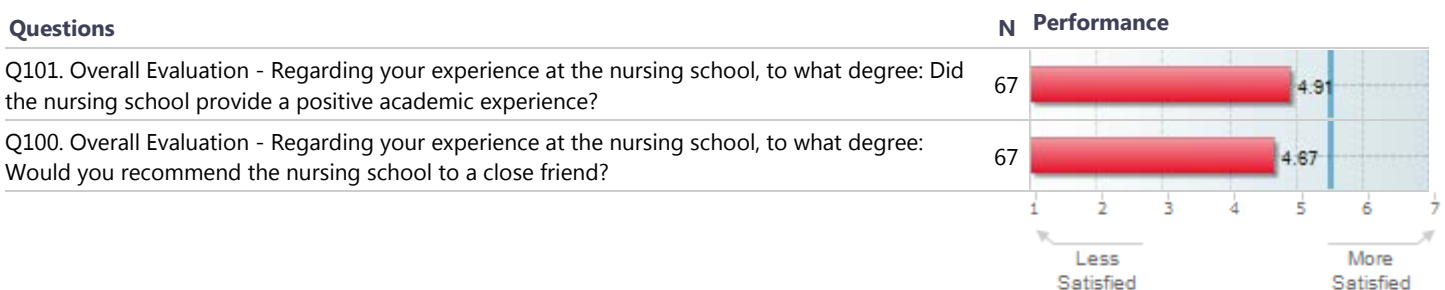 Questions N Performance
Q101. Overall Evaluation - Regarding your experience at the nursing school, to what degree: Did
the nursing school provide a positive academic experience?
67
4.91
Q100. Overall Evaluation - Regarding your experience at the nursing school, to what degree:
Would you recommend the nursing school to a close friend?
67
4.67
1 2 3 4 5 6 7
Less
Satisfied
More
Satisfied